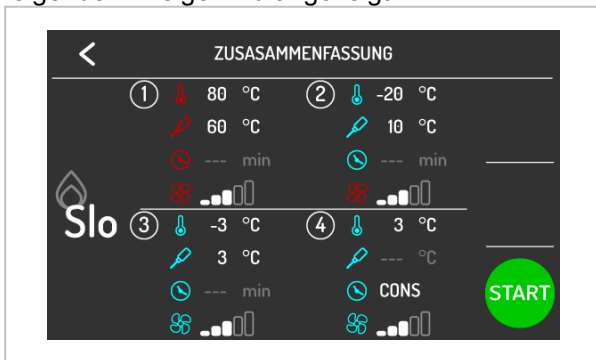 ZUSASAMMENFASSUNG
1 80 °C 2 -20 °C
60 °C 10 °C
--- min --- min
Slo
3 -3 °C 4 3 °C
3 °C --- °C
--- min CONS
START